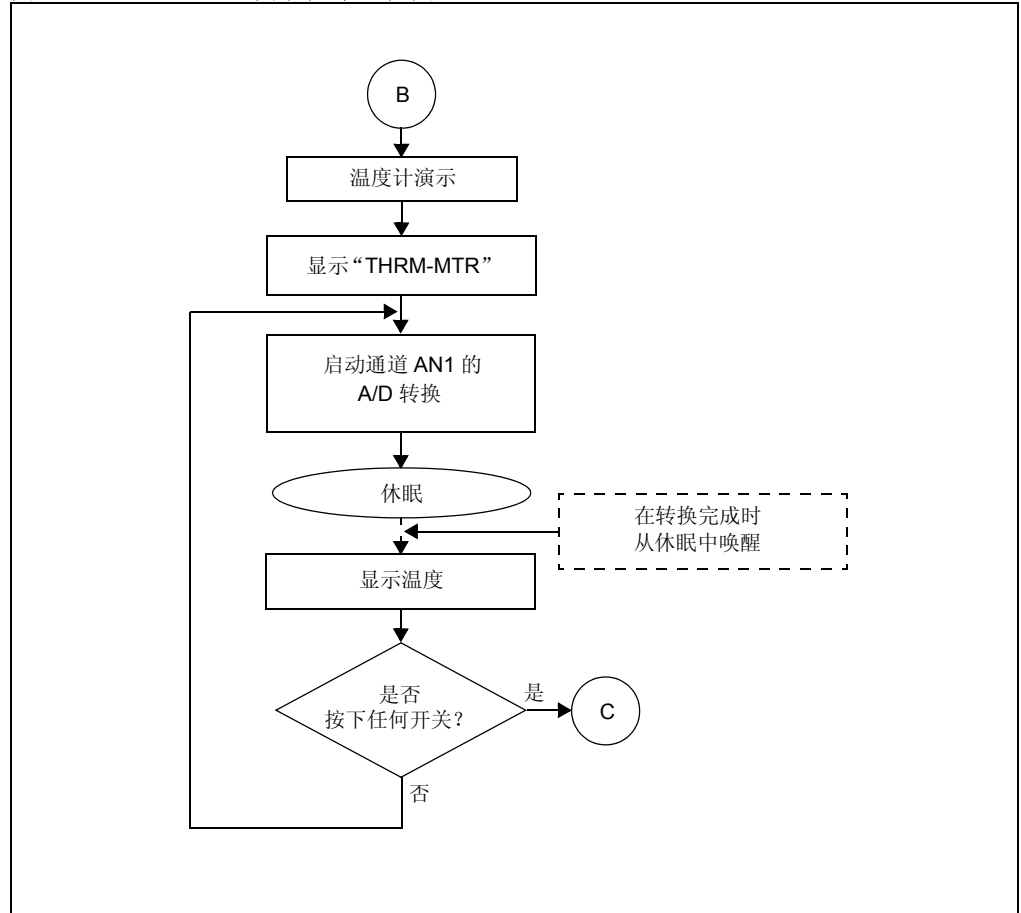 B
温度计演示
显示“THRM-MTR”
启动通道 AN1 的
A/D 转换
休眠
在转换完成时
从休眠中唤醒
显示温度
是否
按下任何开关？
是
C
否